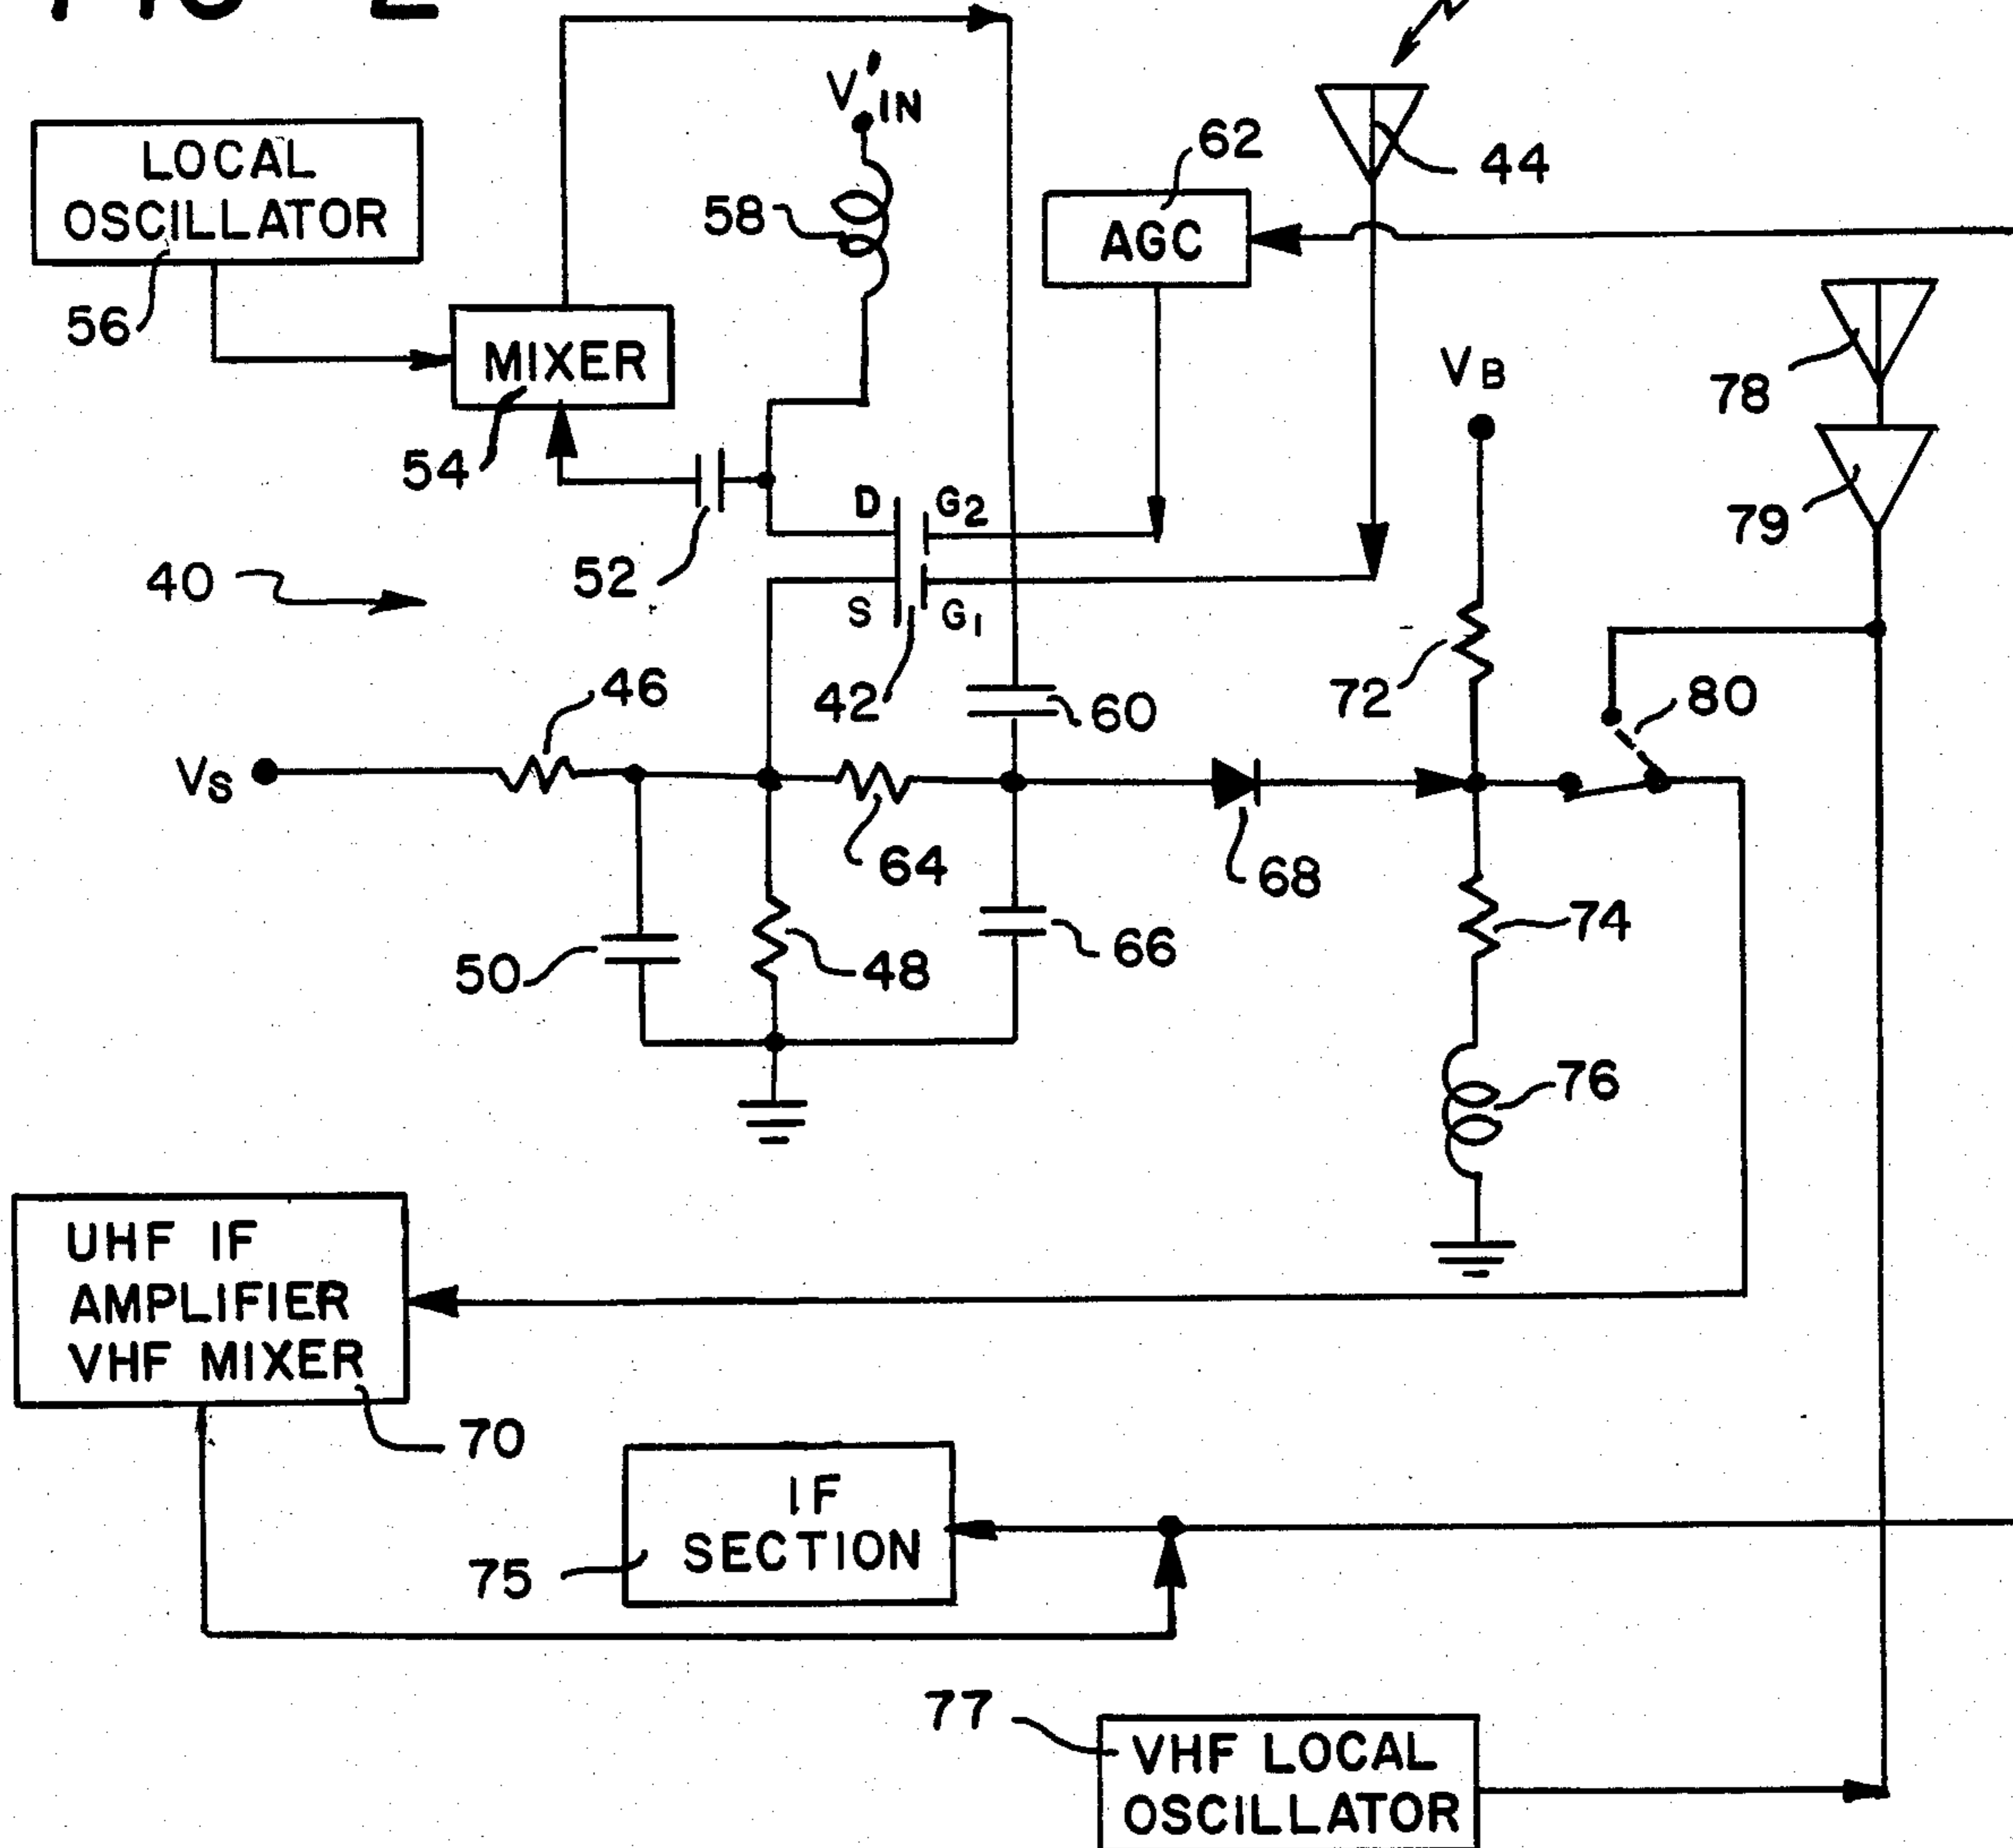 FIG 2
V'IN
LOCAL
OSCILLATOR
56
58
62
44
AGC
MIXER
54
VB
78
79
D
G2
52
40
S
G1
42
46
60
72
80
VS
64
68
74
50
48
66
76
UHF IF
AMPLIFIER
VHF MIXER
70
IF
SECTION
75
77
VHF LOCAL
OSCILLATOR